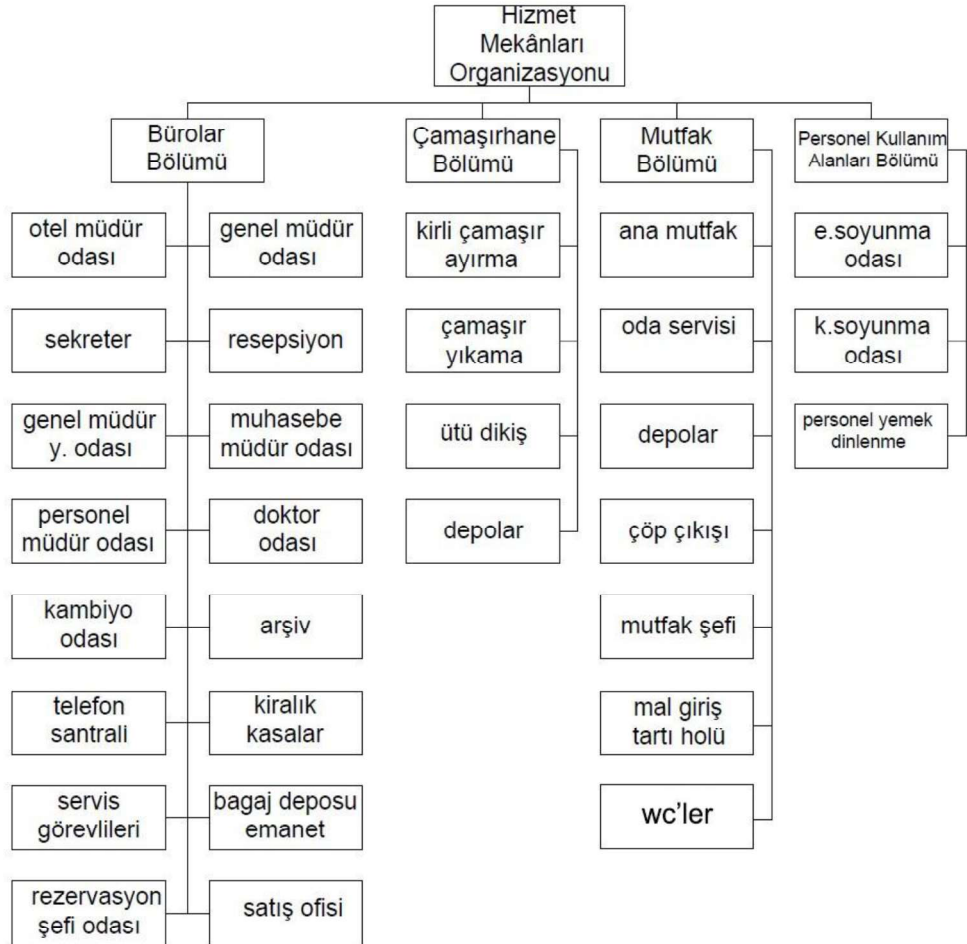 Hizmet
Mekânları
Organizasyonu
Bürolar
Bölümü
Çamaşırhane
Bölümü
Mutfak
Bölümü
Personel Kullanım
Alanları Bölümü
otel müdür
odası
genel müdür
odası
kirli çamaşır
ayırma
ana mutfak
e.soyunma
odası
sekreter
resepsiyon
çamaşır
yıkama
oda servisi
k.soyunma
odası
genel müdür
y. odası
muhasebe
müdür odası
ütü dikiş
depolar
personel yemek
dinlenme
personel
müdür odası
doktor
odası
depolar
çöp çıkışı
kambiyo
odası
arşiv
mutfak şefi
telefon
santrali
kiralık
kasalar
mal giriş
tartı holü
servis
görevlileri
bagaj deposu
emanet
wc'ler
rezervasyon
şefi odası
satış ofisi